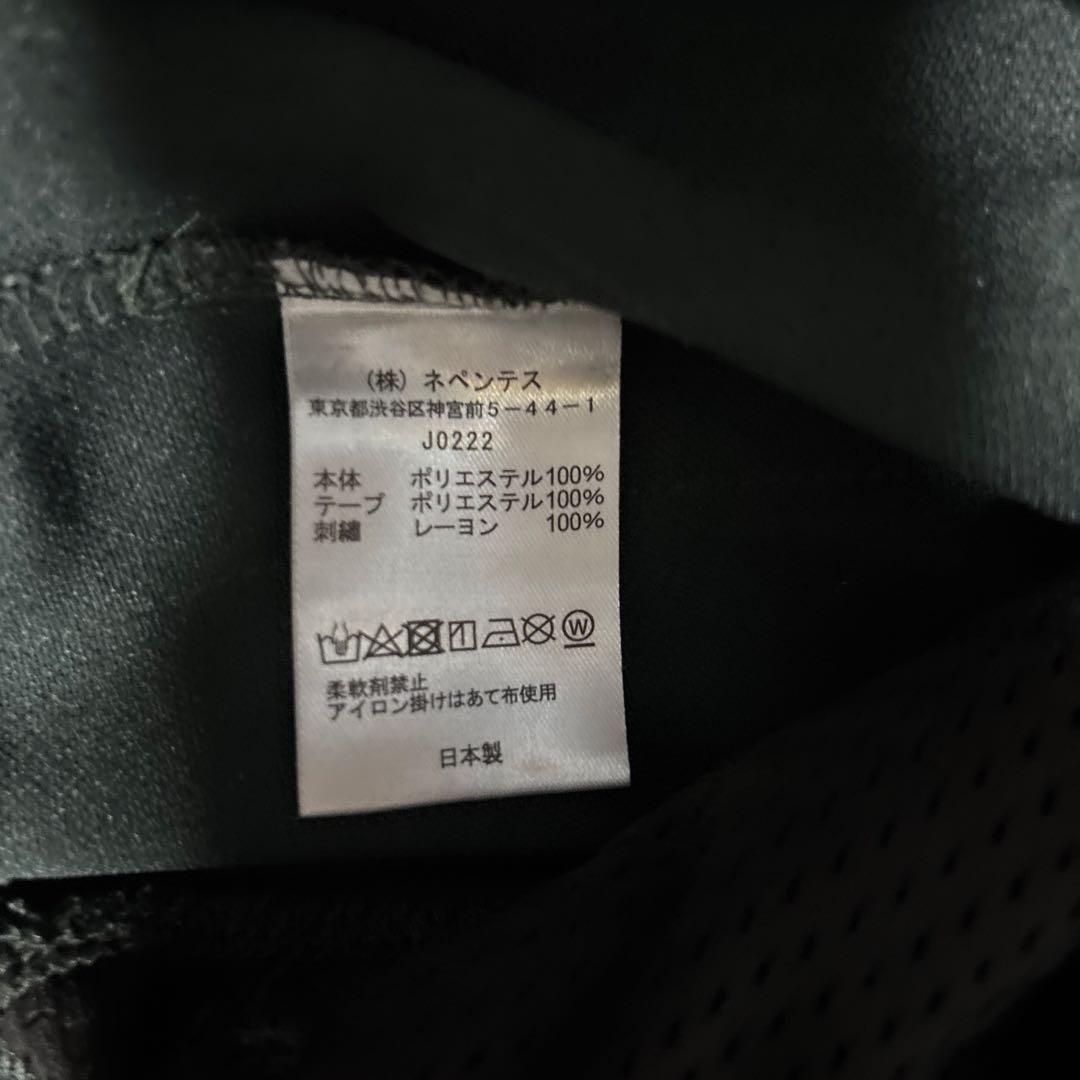 (株)ネペンテス
東京都渋谷区神宮前5-44-1
J0222
本体 ポリエステル100%
テープ ポリエステル100%
刺繍 レーヨン 100%
W
柔軟剤禁止
アイロン掛けはあて布使用
日本製